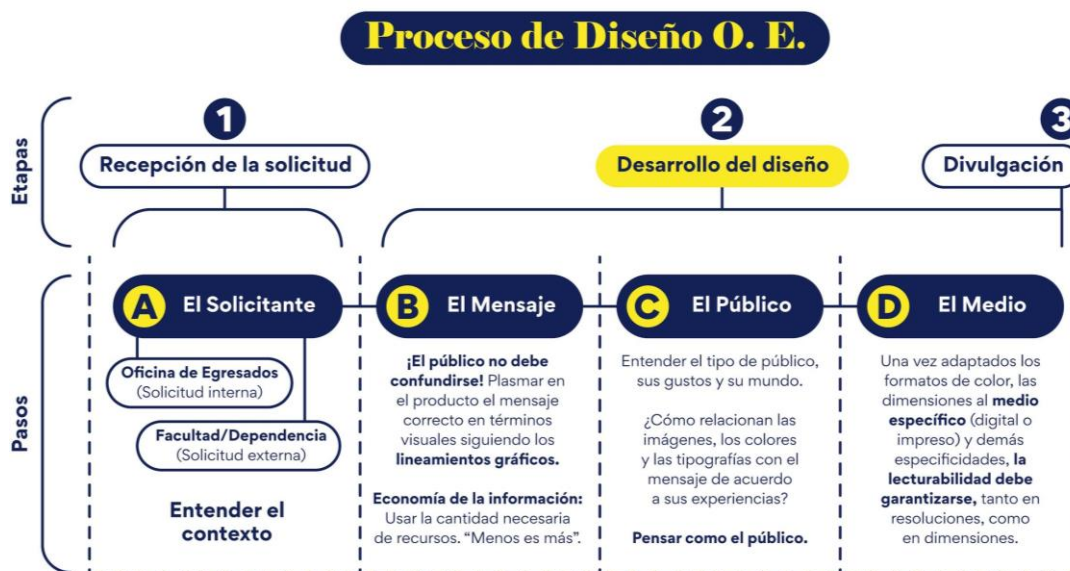 Proceso de Diseño O. E.
Etapas
1
Recepción de la solicitud
2
Desarrollo del diseño
3
Divulgación
Pasos
A El Solicitante
Oficina de Egresados
(Solicitud interna)
Facultad/Dependencia
(Solicitud externa)
Entender el
contexto
B El Mensaje
¡El público no debe
confundirse! Plasmar en
el producto el mensaje
correcto en términos
visuales siguiendo los
lineamientos gráficos.
Economía de la información:
Usar la cantidad necesaria
de recursos. “Menos es más”.
C El Público
Entender el tipo de público,
sus gustos y su mundo.
¿Cómo relacionan las
imágenes, los colores
y las tipografías con el
mensaje de acuerdo
a sus experiencias?
Pensar como el público.
D El Medio
Una vez adaptados los
formatos de color, las
dimensiones al medio
específico (digital o
impreso) y demás
especificidades, la
lecturabilidad debe
garantizarse, tanto en
resoluciones, como
en dimensiones.